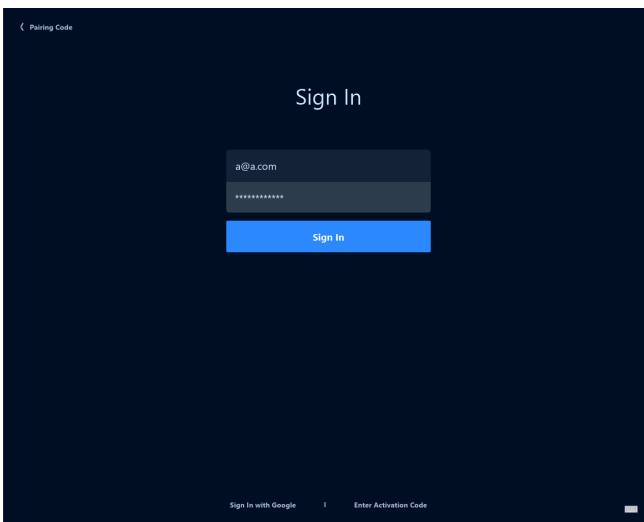 Pairing Code
Sign In
a@a.com
************
Sign In
Sign In with Google | Enter Activation Code